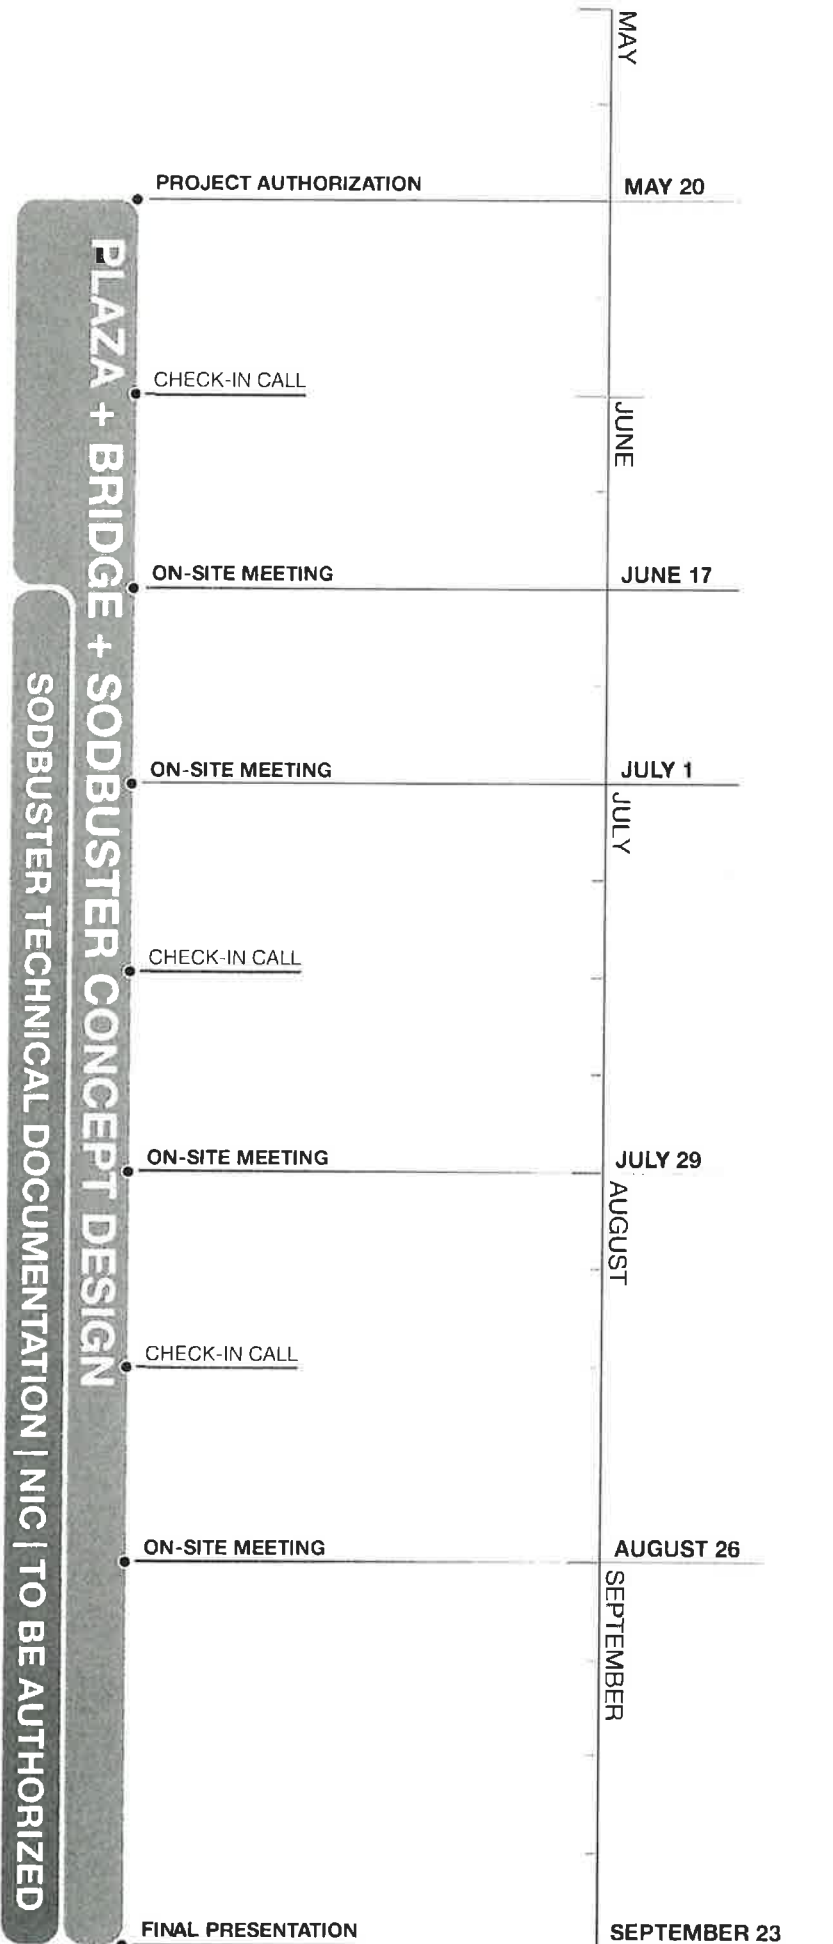 MAY
PROJECT AUTHORIZATION
MAY 20
PLAZA + BRIDGE + SODBUSTER CONCEPT DESIGN
CHECK-IN CALL
JUNE
ON-SITE MEETING
JUNE 17
SODBUSTER TECHNICAL DOCUMENTATION | NIC | TO BE AUTHORIZED
ON-SITE MEETING
JULY 1
JULY
CHECK-IN CALL
ON-SITE MEETING
JULY 29
AUGUST
CHECK-IN CALL
ON-SITE MEETING
AUGUST 26
SEPTEMBER
FINAL PRESENTATION
SEPTEMBER 23